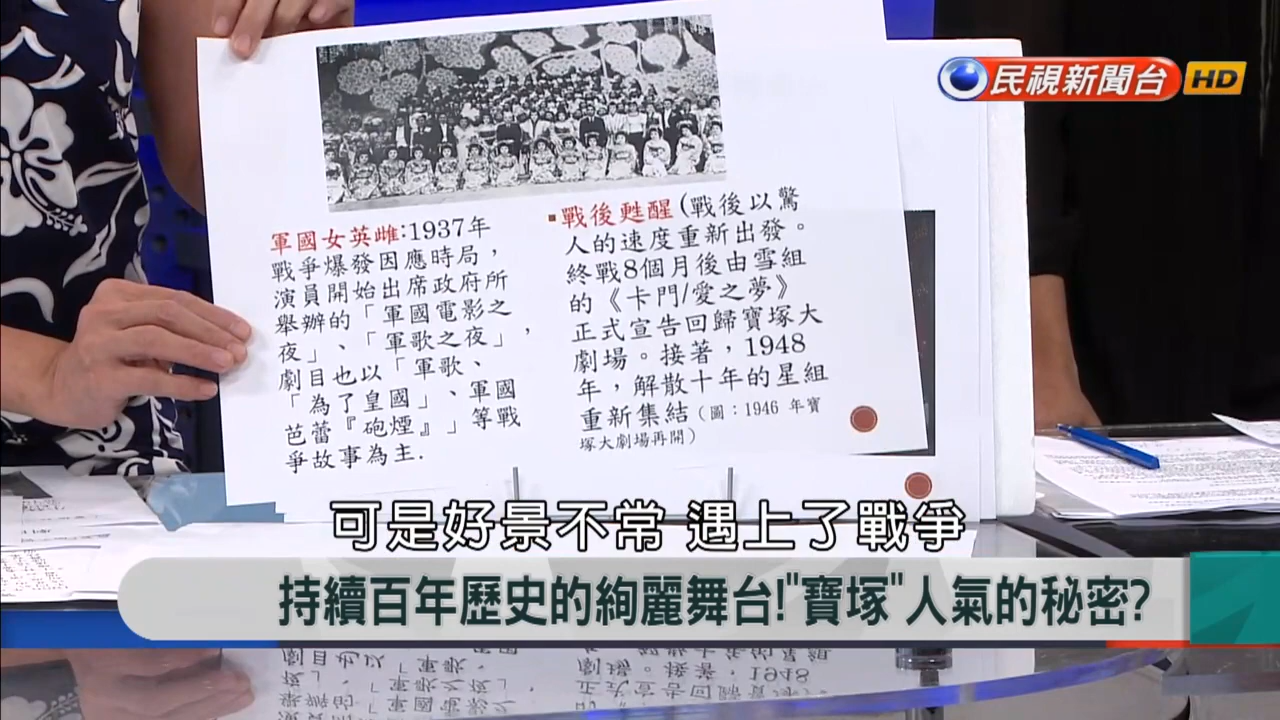 民視新聞台 HD
軍國女英雌:1937年
戰爭爆發因應時局，
演員開始出席政府所
舉辦的「軍國電影之
夜」、「軍歌之夜」，
劇目也以「軍歌、
「為了皇國」、軍國
芭蕾『砲煙』」等戰
爭故事為主.
▪戰後甦醒(戰後以驚
人的速度重新出發。
終戰8個月後由雪組
的《卡門/愛之夢》
正式宣告回歸寶塚大
劇場。接著，1948
年，解散十年的星組
重新集結（圖：1946 年寶
塚大劇場再開）
可是好景不常 遇上了戰爭
持續百年歷史的絢麗舞台!"寶塚"人氣的秘密?